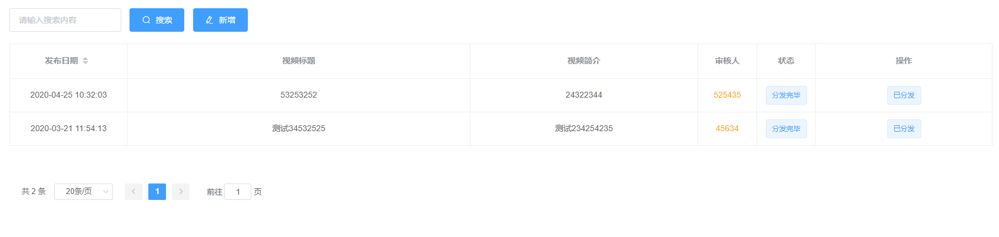 请输入搜索内容 搜索 新增
发布日期 视频标题 视频简介 审核人 状态 操作
2020-04-25 10:32:03 53253252 24322344 525435 分发完毕 已分发
2020-03-21 11:54:13 测试34532525 测试234254235 45634 分发完毕 已分发
共 2 条 20条/页 1 前往 1 页